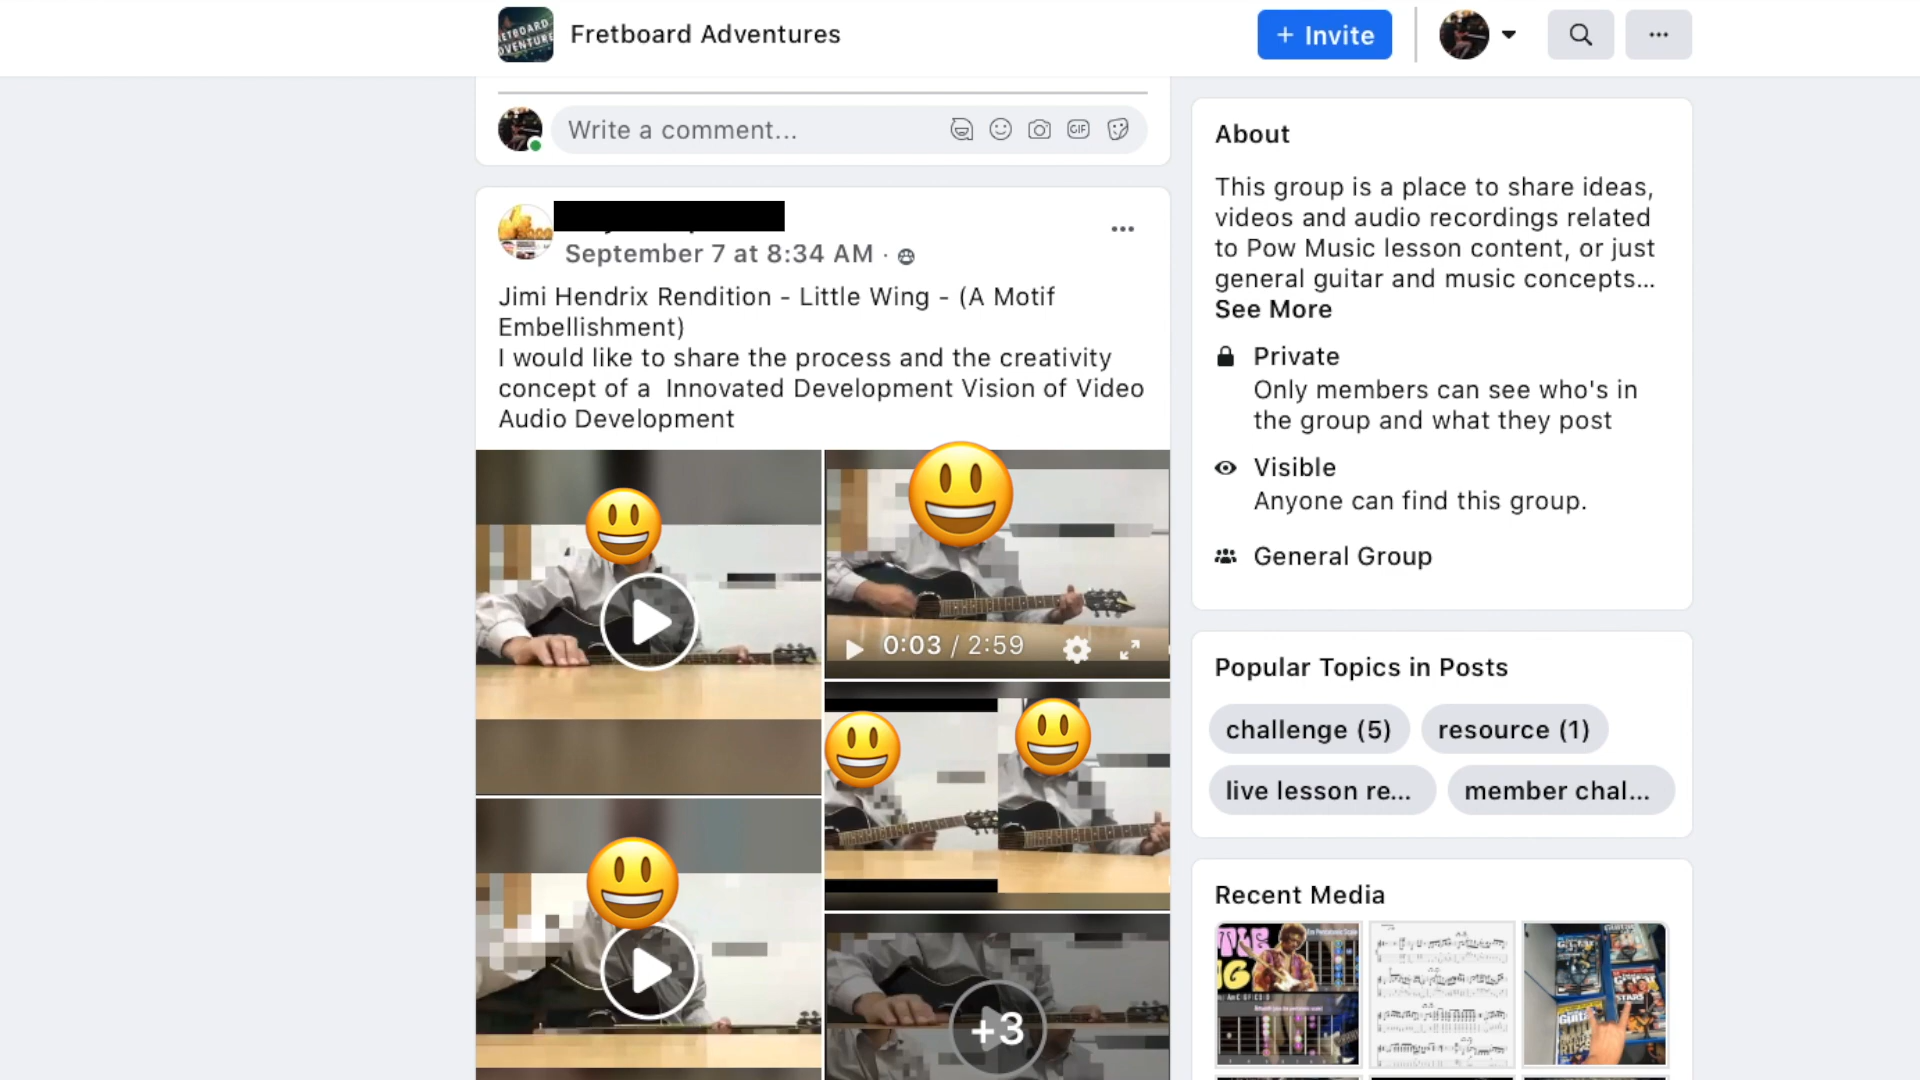 Fretboard Adventures
+ Invite
Write a comment...
GIF
September 7 at 8:34 AM ·
Jimi Hendrix Rendition - Little Wing - (A Motif
Embellishment)
I would like to share the process and the creativity
concept of a  Innovated Development Vision of Video
Audio Development
0:03 / 2:59
+3
About
This group is a place to share ideas,
videos and audio recordings related
to Pow Music lesson content, or just
general guitar and music concepts...
See More
Private
Only members can see who's in
the group and what they post
Visible
Anyone can find this group.
General Group
Popular Topics in Posts
challenge (5)
resource (1)
live lesson re...
member chal...
Recent Media